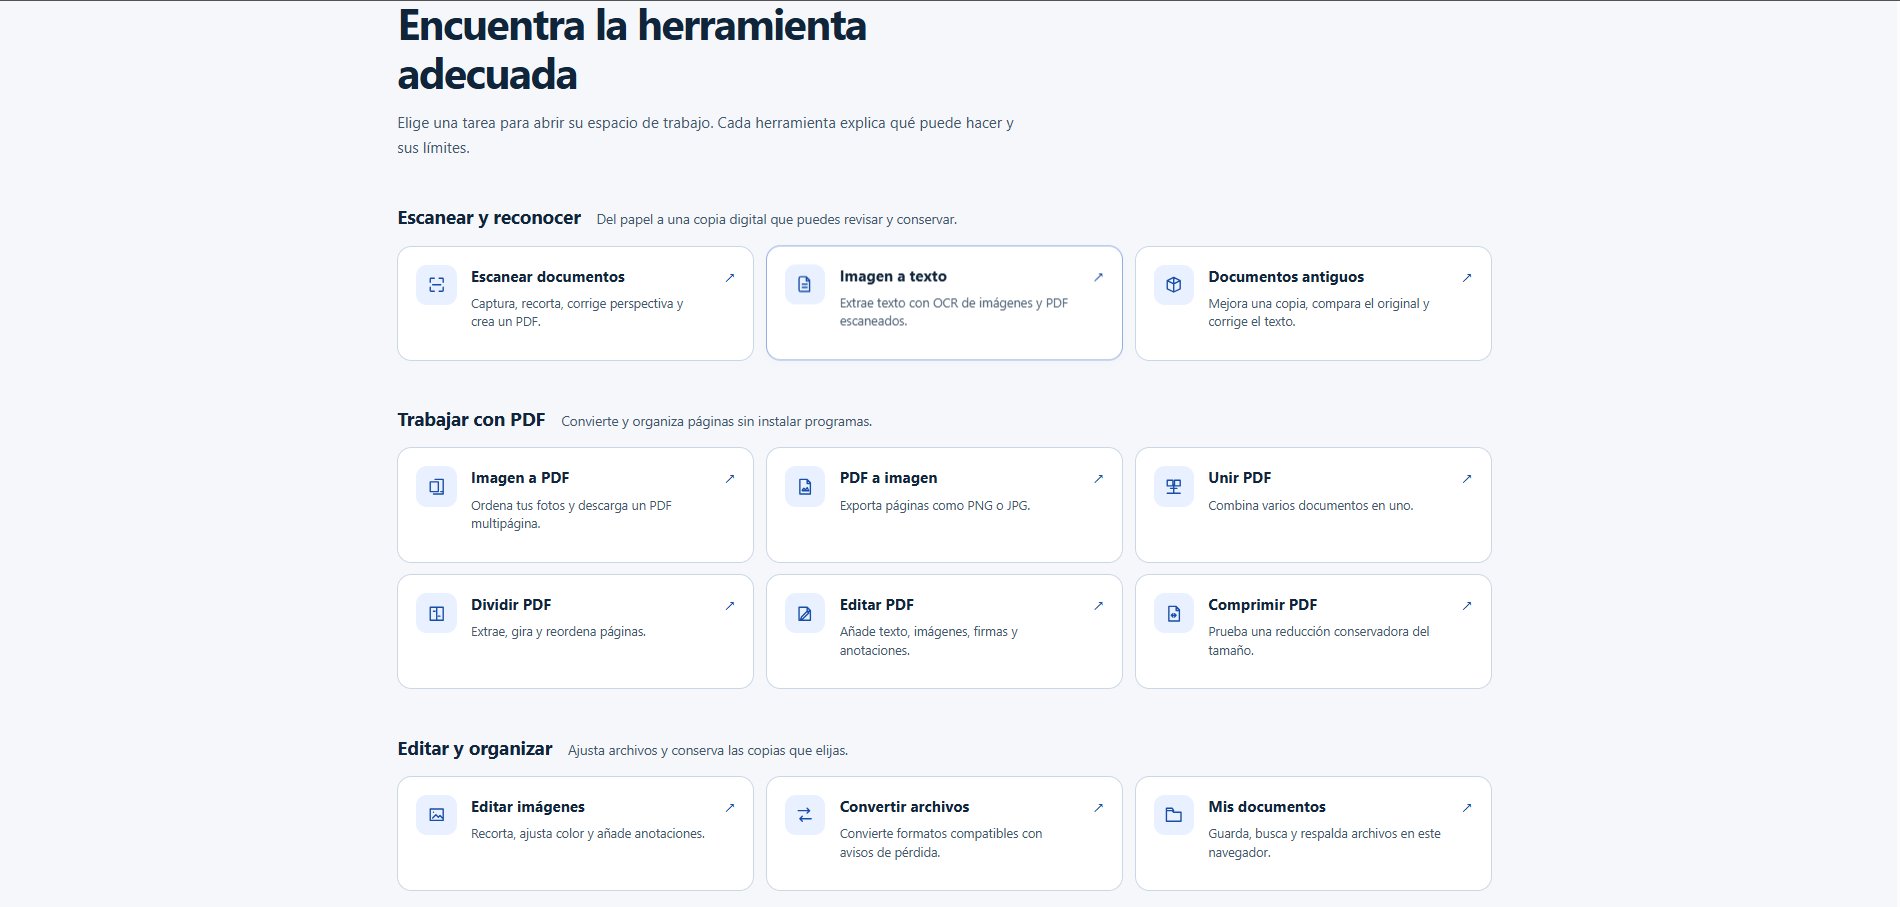 Encuentra la herramienta
adecuada
Elige una tarea para abrir su espacio de trabajo. Cada herramienta explica qué puede hacer y
sus límites.
Escanear y reconocer Del papel a una copia digital que puedes revisar y conservar.
Escanear documentos
Captura, recorta, corrige perspectiva y
crea un PDF.
Imagen a texto
Extrae texto con OCR de imágenes y PDF
escaneados.
Documentos antiguos
Mejora una copia, compara el original y
corrige el texto.
Trabajar con PDF Convierte y organiza páginas sin instalar programas.
Imagen a PDF
Ordena tus fotos y descarga un PDF
multipágina.
PDF a imagen
Exporta páginas como PNG o JPG.
Unir PDF
Combina varios documentos en uno.
Dividir PDF
Extrae, gira y reordena páginas.
Editar PDF
Añade texto, imágenes, firmas y
anotaciones.
Comprimir PDF
Prueba una reducción conservadora del
tamaño.
Editar y organizar Ajusta archivos y conserva las copias que elijas.
Editar imágenes
Recorta, ajusta color y añade anotaciones.
Convertir archivos
Convierte formatos compatibles con
avisos de pérdida.
Mis documentos
Guarda, busca y respalda archivos en este
navegador.